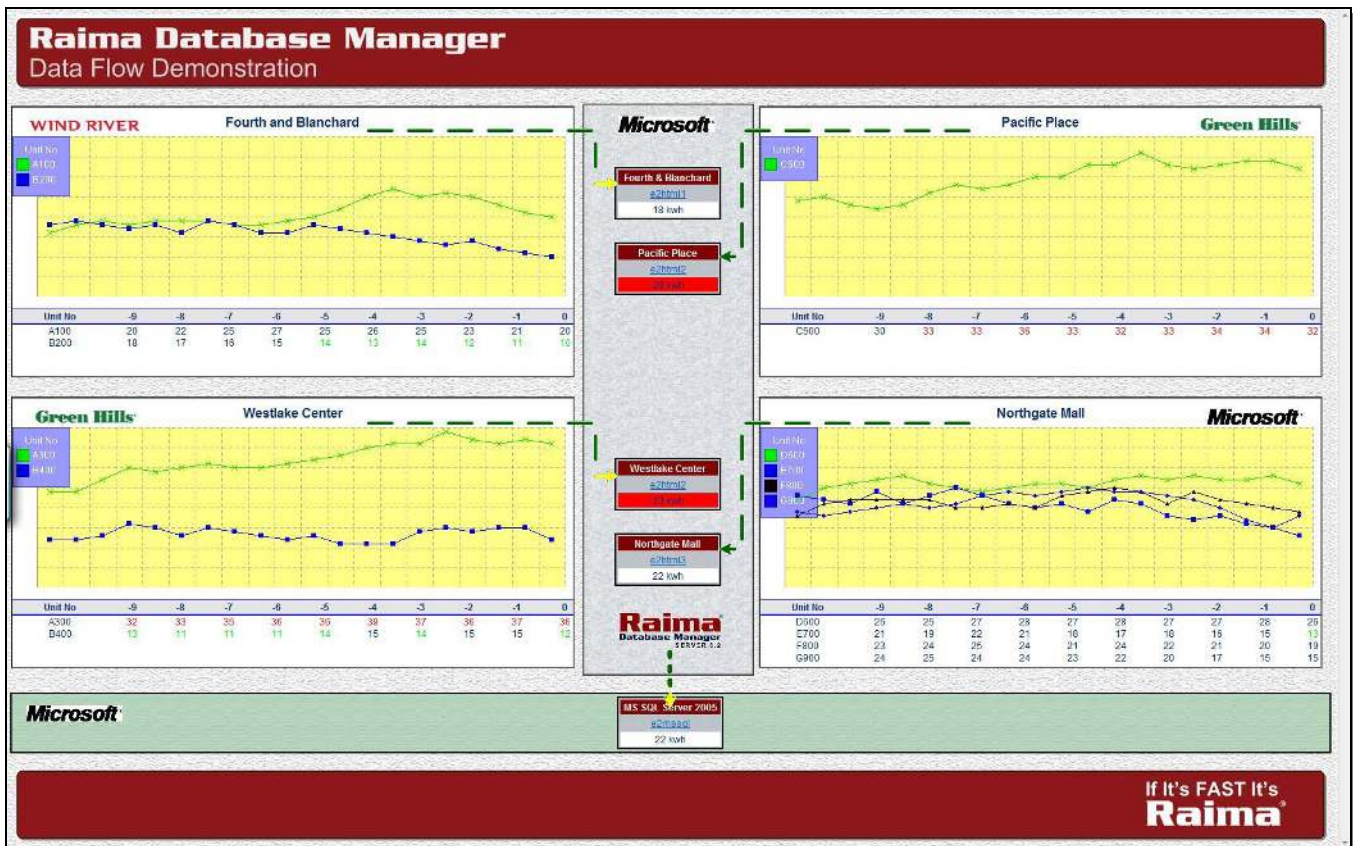 Raima Database Manager
Data Flow Demonstration
WIND RIVER
Fourth and Blanchard
Unit No
A100
B200
Unit No -9 -8 -7 -6 -5 -4 -3 -2 -1 0
A100 20 22 25 27 25 26 25 23 21 20
B200 18 17 16 15 14 13 14 12 11 10
Microsoft
Fourth & Blanchard
e2html1
18 kwh
Pacific Place
e2html2
kwh
Pacific Place
Green Hills
Unit No
C500
Unit No -9 -8 -7 -6 -5 -4 -3 -2 -1 0
C500 30 33 33 36 33 32 33 34 34 32
Green Hills
Westlake Center
Unit No
A300
B400
Unit No -9 -8 -7 -6 -5 -4 -3 -2 -1 0
A300 32 33 35 36 36 39 37 36 37 36
B400 13 11 11 11 14 15 14 15 15 12
Westlake Center
e2html2
kwh
Northgate Mall
e2html3
22 kwh
Raima
Database Manager
Northgate Mall
Microsoft
Unit No
D600
E700
F800
G900
Unit No -9 -8 -7 -6 -5 -4 -3 -2 -1 0
D600 26 25 27 28 27 28 27 27 28 26
E700 21 19 22 21 18 17 18 16 15 13
F800 23 24 25 24 21 24 22 21 20 19
G900 24 25 24 24 23 22 20 17 15 15
Microsoft
MS SQL Server 2005
e2mssql
22 kwh
If It's FAST It's
Raima